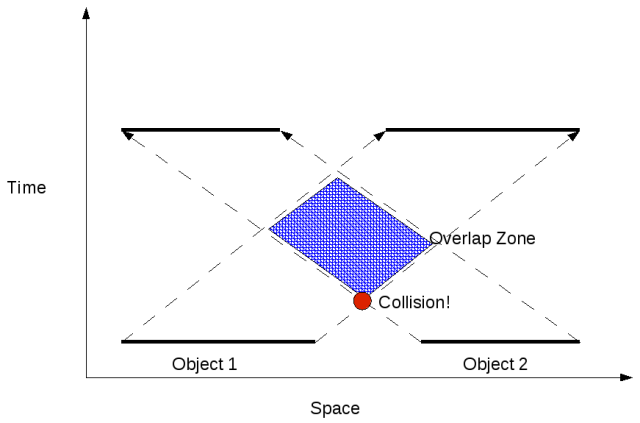 Time
Overlap Zone
Collision!
Object 1
Object 2
Space